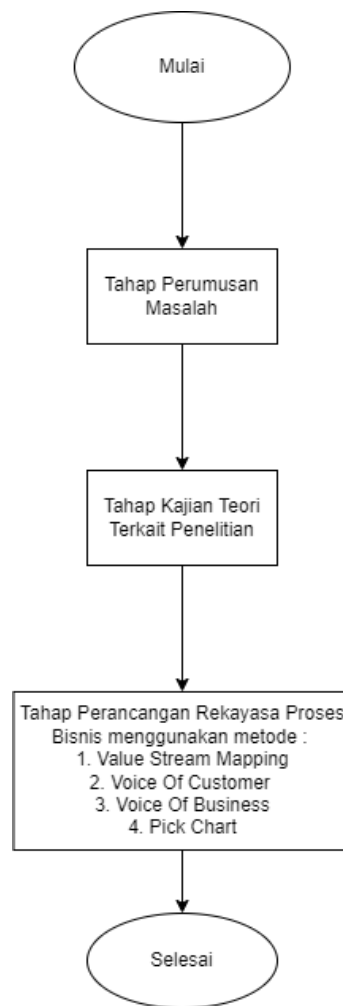 Mulai
Tahap Perumusan
Masalah
Tahap Kajian Teori
Terkait Penelitian
Tahap Perancangan Rekayasa Proses
Bisnis menggunakan metode :
1. Value Stream Mapping
2. Voice Of Customer
3. Voice Of Business
4. Pick Chart
Selesai